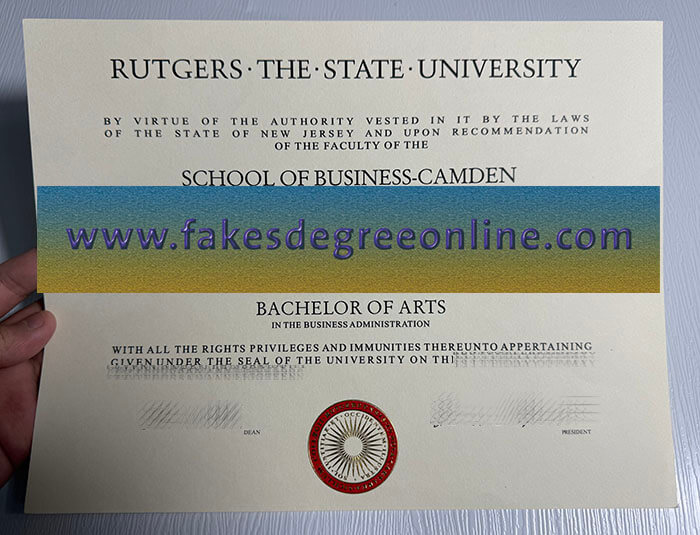 RUTGERS·THE·STATE·UNIVERSITY
BY VIRTUE OF THE AUTHORITY VESTED IN IT BY THE LAWS
OF THE STATE OF NEW JERSEY AND UPON RECOMMENDATION
OF THE FACULTY OF THE
SCHOOL OF BUSINESS-CAMDEN
www.fakesdegreeonline.com
BACHELOR OF ARTS
IN THE BUSINESS ADMINISTRATION
WITH ALL THE RIGHTS PRIVILEGES AND IMMUNITIES THEREUNTO APPERTAINING
GIVEN UNDER THE SEAL OF THE UNIVERSITY ON
DEAN
PRESIDENT